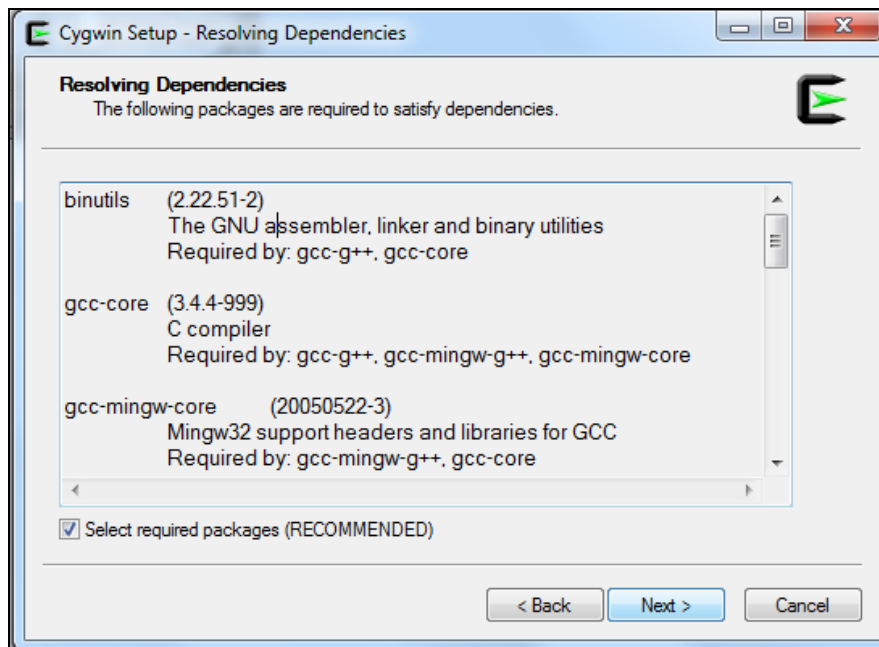 Cygwin Setup - Resolving Dependencies
Resolving Dependencies
The following packages are required to satisfy dependencies.
binutils (2.22.51-2)
The GNU assembler, linker and binary utilities
Required by: gcc-g++, gcc-core
gcc-core (3.4.4-999)
C compiler
Required by: gcc-g++, gcc-mingw-g++, gcc-mingw-core
gcc-mingw-core (20050522-3)
Mingw32 support headers and libraries for GCC
Required by: gcc-mingw-g++, gcc-core
Select required packages (RECOMMENDED)
< Back Next > Cancel